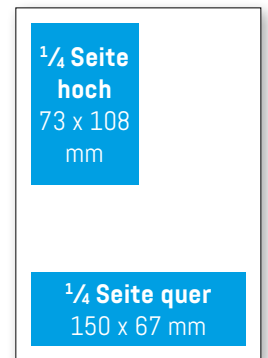 ¹/₄ Seite
hoch
73 x 108
mm
¹/₄ Seite quer
150 x 67 mm